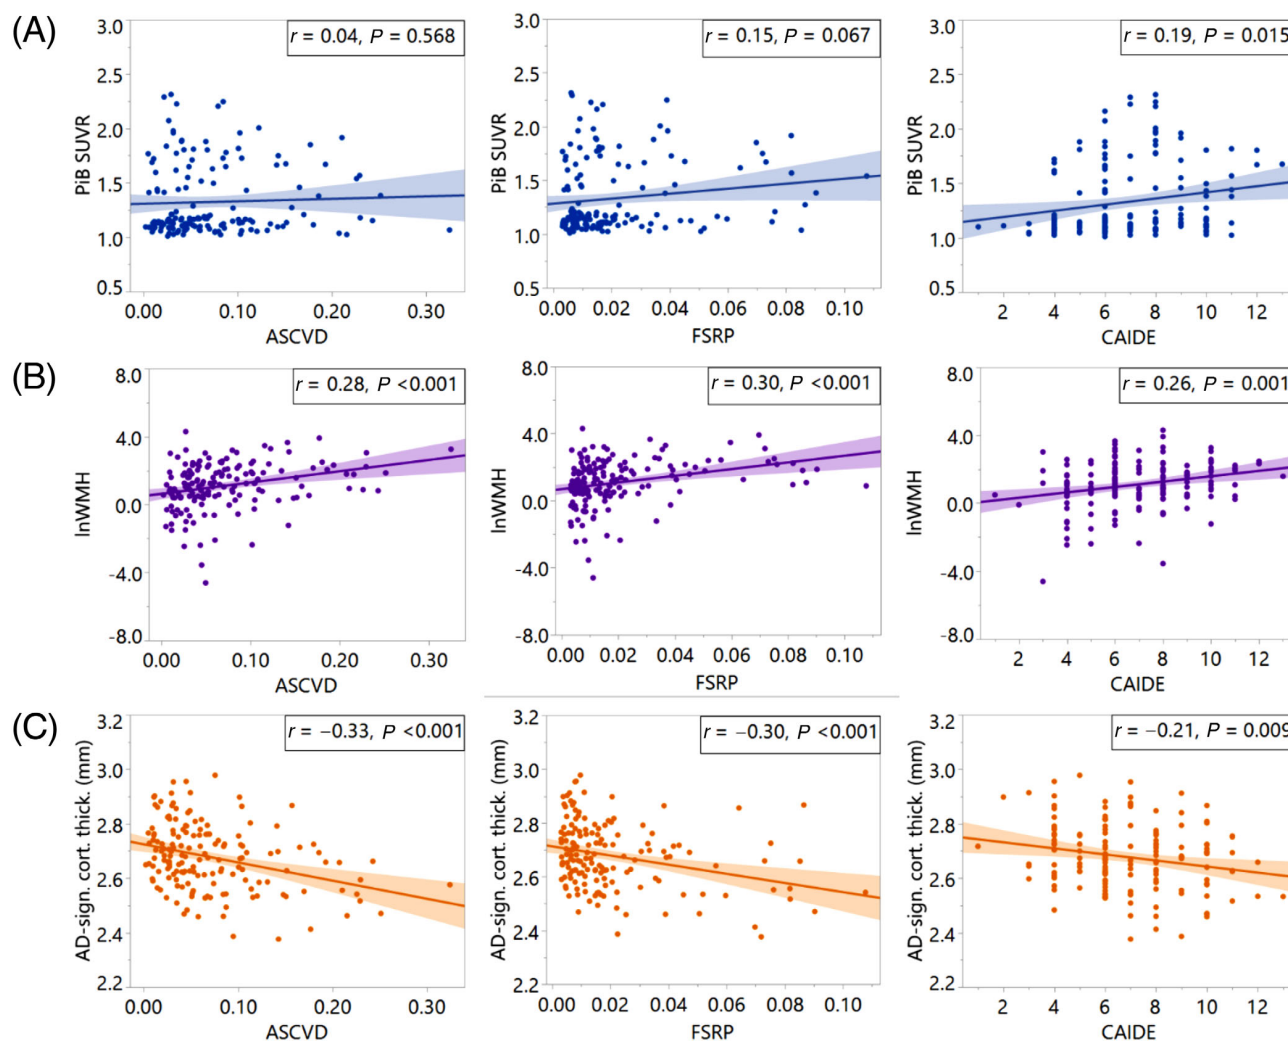 (A)
r = 0.04, P = 0.568
r = 0.15, P = 0.067
r = 0.19, P = 0.015
PiB SUVR
3.0
2.5
2.0
1.5
1.0
0.5
0.00 0.10 0.20 0.30
ASCVD
PiB SUVR
3.0
2.5
2.0
1.5
1.0
0.5
0.00 0.02 0.04 0.06 0.08 0.10
FSRP
PiB SUVR
3.0
2.5
2.0
1.5
1.0
0.5
2 4 6 8 10 12
CAIDE
(B)
r = 0.28, P <0.001
r = 0.30, P <0.001
r = 0.26, P = 0.001
lnWMH
8.0
4.0
0.0
-4.0
-8.0
0.00 0.10 0.20 0.30
ASCVD
lnWMH
8.0
4.0
0.0
-4.0
-8.0
0.00 0.02 0.04 0.06 0.08 0.10
FSRP
lnWMH
8.0
4.0
0.0
-4.0
-8.0
2 4 6 8 10 12
CAIDE
(C)
r = −0.33, P <0.001
r = −0.30, P <0.001
r = −0.21, P = 0.009
AD-sign. cort. thick. (mm)
3.2
3.0
2.8
2.6
2.4
2.2
0.00 0.10 0.20 0.30
ASCVD
AD-sign. cort. thick. (mm)
3.2
3.0
2.8
2.6
2.4
2.2
0.00 0.02 0.04 0.06 0.08 0.10
FSRP
AD-sign. cort. thick. (mm)
3.2
3.0
2.8
2.6
2.4
2.2
2 4 6 8 10 12
CAIDE